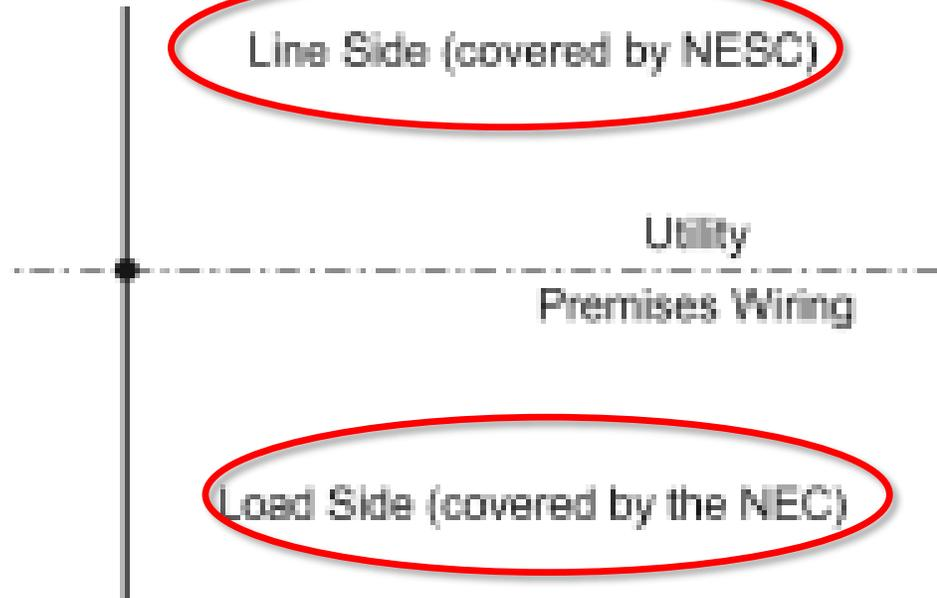 Line Side (covered by NESC)
Utility
Premises Wiring
Load Side (covered by the NEC)